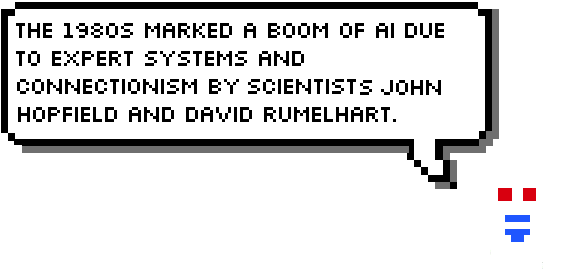 THE 1980S MARKED A BOOM OF AI DUE
TO EXPERT SYSTEMS AND
CONNECTIONISM BY SCIENTISTS JOHN
HOPFIELD AND DAVID RUMELHART.